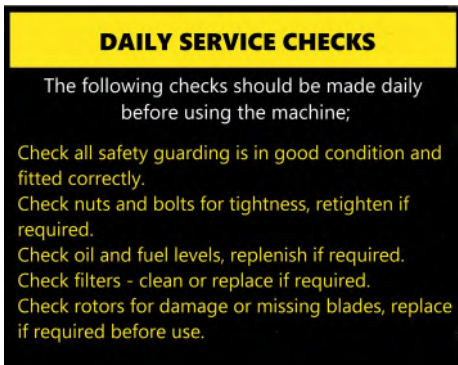 DAILY SERVICE CHECKS
The following checks should be made daily
before using the machine;
Check all safety guarding is in good condition and
fitted correctly.
Check nuts and bolts for tightness, retighten if
required.
Check oil and fuel levels, replenish if required.
Check filters - clean or replace if required.
Check rotors for damage or missing blades, replace
if required before use.